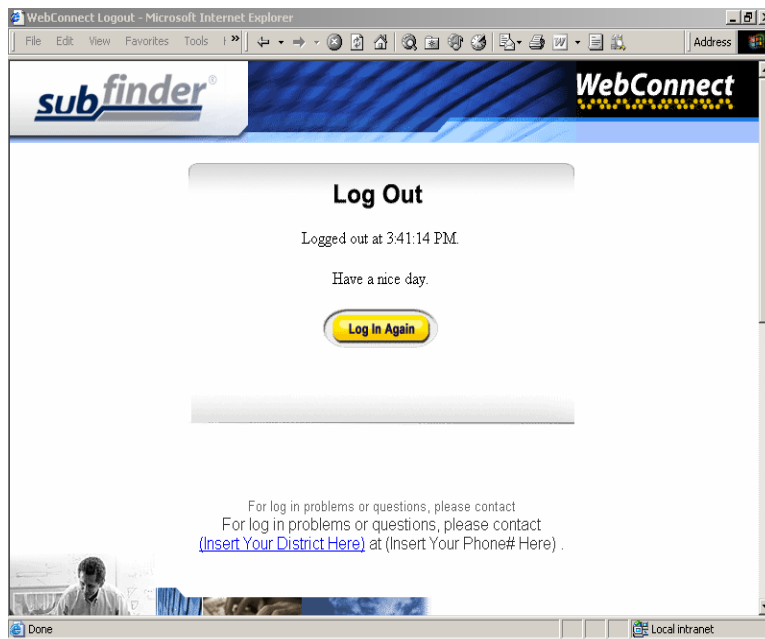 WebConnect Logout - Microsoft Internet Explorer
File Edit View Favorites Tools » Address
subfinder®
WebConnect
Log Out
Logged out at 3:41:14 PM.
Have a nice day.
Log In Again
For log in problems or questions, please contact
For log in problems or questions, please contact
(Insert Your District Here) at (Insert Your Phone# Here) .
Done Local intranet